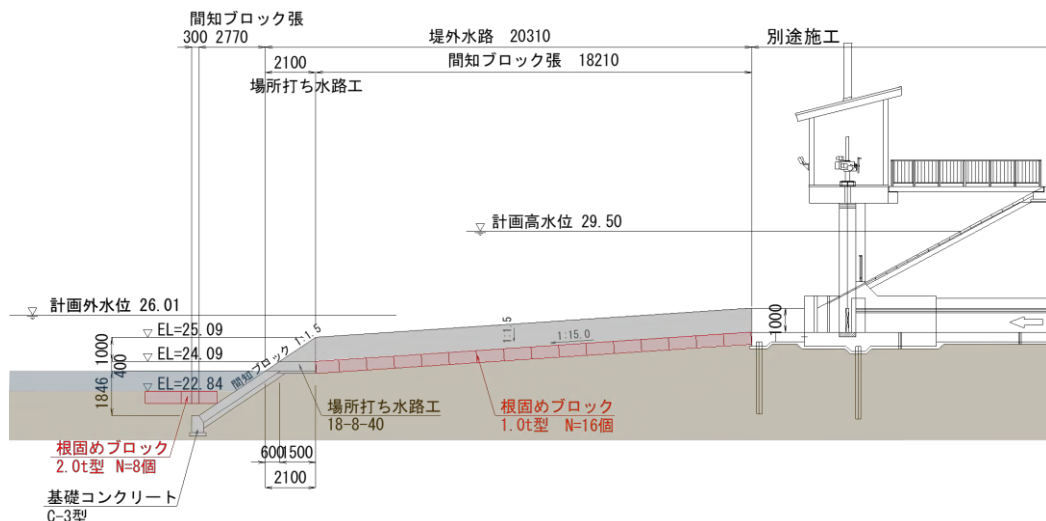 間知ブロック張
300 2770
堤外水路 20310
別途施工
2100
間知ブロック張 18210
場所打ち水路工
計画高水位 29.50
計画外水位 26.01
EL=25.09
1000
間知ブロック 1:1.5
1:1.5
1:15.0
1000
EL=24.09
400
EL=22.84
1846
場所打ち水路工
18-8-40
根固めブロック
1.0t型 N=16個
根固めブロック
2.0t型 N=8個
600 1500
2100
基礎コンクリート
C-3型